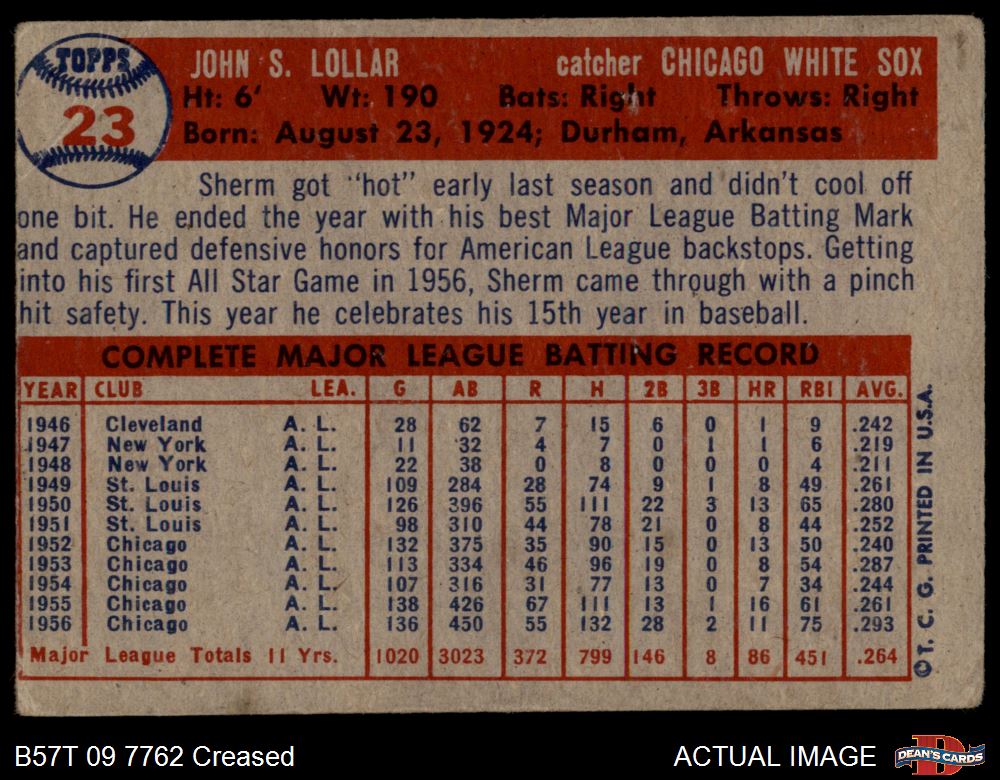 TOPPS
23
JOHN S. LOLLAR catcher CHICAGO WHITE SOX
Ht: 6' Wt: 190 Bats: Right Throws: Right
Born: August 23, 1924; Durham, Arkansas
Sherm got "hot" early last season and didn't cool off
one bit. He ended the year with his best Major League Batting Mark
and captured defensive honors for American League backstops. Getting
into his first All Star Game in 1956, Sherm came through with a pinch
hit safety. This year he celebrates his 15th year in baseball.
COMPLETE MAJOR LEAGUE BATTING RECORD
YEAR CLUB LEA. G AB R H 2B 3B HR RBI AVG.
1946 Cleveland A. L. 28 62 7 15 6 0 1 9 .242
1947 New York A. L. 11 32 4 7 0 1 1 6 .219
1948 New York A. L. 22 38 0 8 0 0 0 4 .211
1949 St. Louis A. L. 109 284 28 74 9 1 8 49 .261
1950 St. Louis A. L. 126 396 55 111 22 3 13 65 .280
1951 St. Louis A. L. 98 310 44 78 21 0 8 44 .252
1952 Chicago A. L. 132 375 35 90 15 0 13 50 .240
1953 Chicago A. L. 113 334 46 96 19 0 8 54 .287
1954 Chicago A. L. 107 316 31 77 13 0 7 34 .244
1955 Chicago A. L. 138 426 67 111 13 1 16 61 .261
1956 Chicago A. L. 136 450 55 132 28 2 11 75 .293
Major League Totals 11 Yrs. 1020 3023 372 799 146 8 86 451 .264
©T. C. G. PRINTED IN U.S.A.
B57T 09 7762 Creased ACTUAL IMAGE
D
DEAN'S CARDS